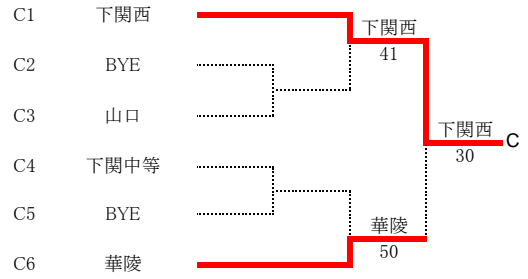 C1 下関西
下関西
C2 BYE
41
C3 山口
下関西 C
30
C4 下関中等
C5 BYE
華陵
50
C6 華陵